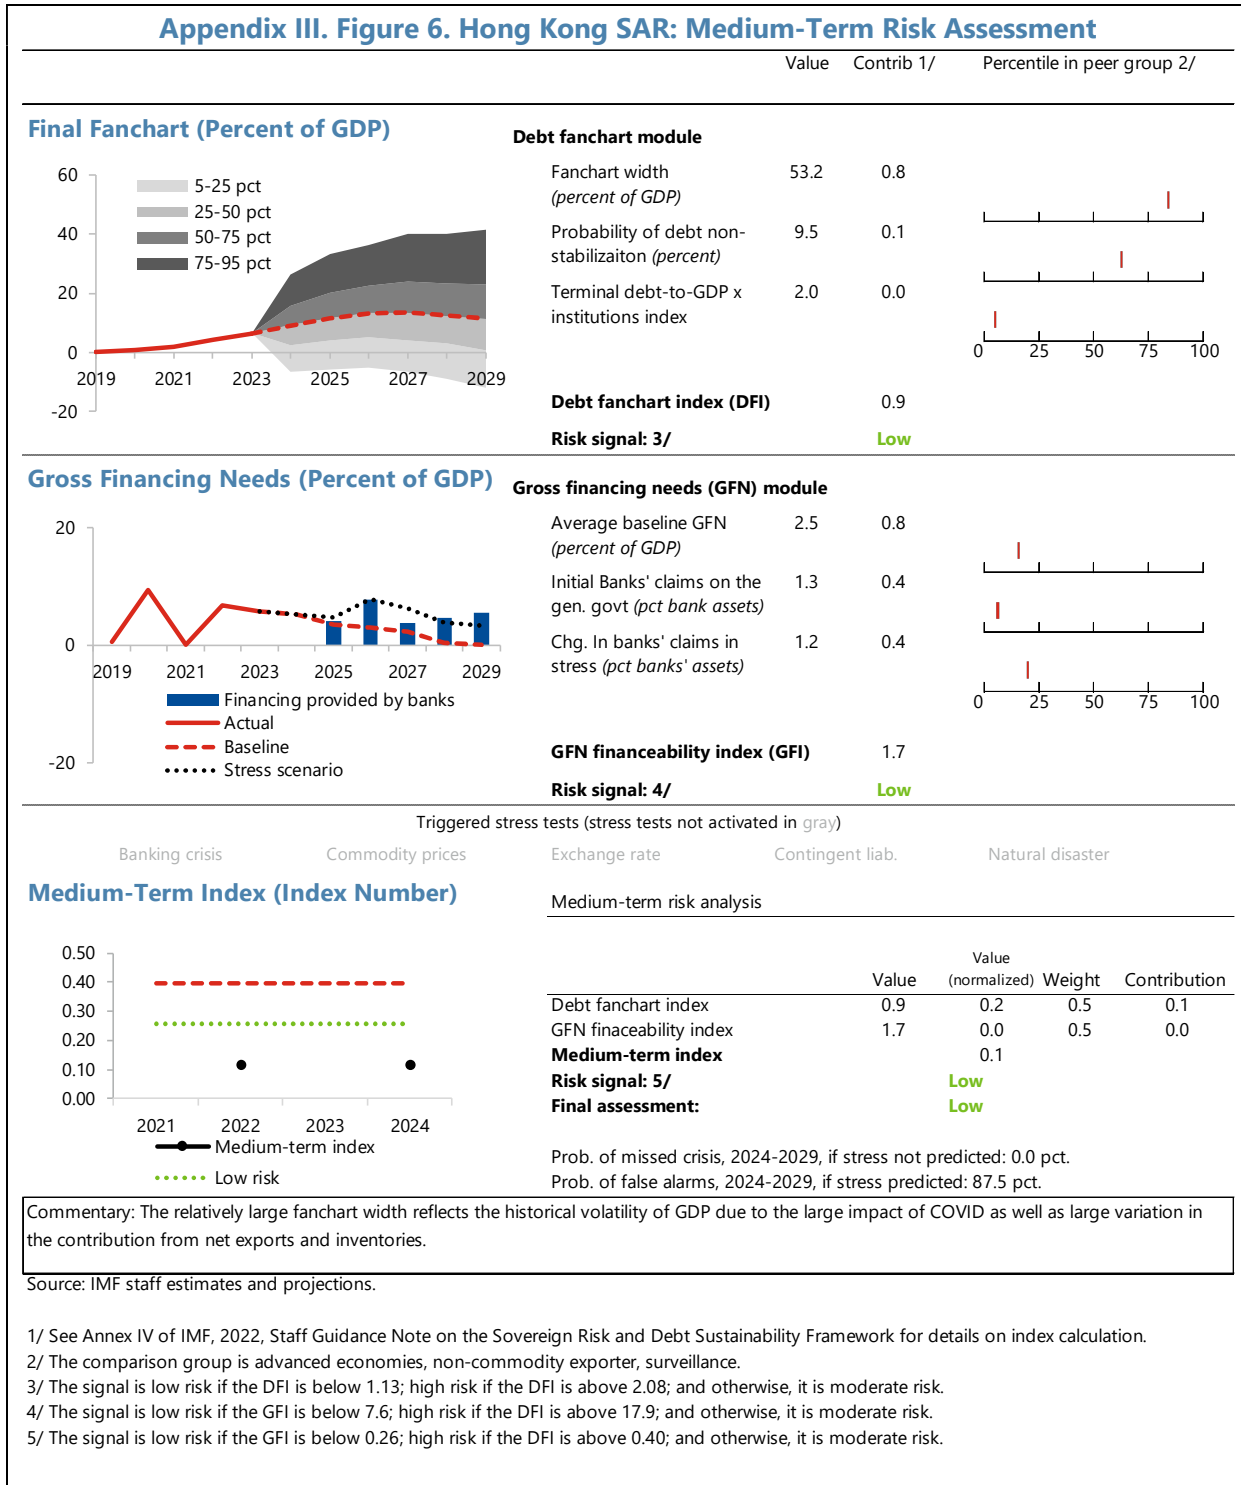 Appendix III. Figure 6. Hong Kong SAR: Medium-Term Risk Assessment
Value Contrib 1/ Percentile in peer group 2/
Final Fanchart (Percent of GDP)
60
40
20
0
-20
5-25 pct
25-50 pct
50-75 pct
75-95 pct
2019 2021 2023 2025 2027 2029
Debt fanchart module
Fanchart width 53.2 0.8
(percent of GDP)
Probability of debt non- 9.5 0.1
stabilizaiton (percent)
Terminal debt-to-GDP x 2.0 0.0
institutions index
0 25 50 75 100
Debt fanchart index (DFI) 0.9
Risk signal: 3/ Low
Gross Financing Needs (Percent of GDP)
20
0
-20
2019 2021 2023 2025 2027 2029
Financing provided by banks
Actual
Baseline
Stress scenario
Gross financing needs (GFN) module
Average baseline GFN 2.5 0.8
(percent of GDP)
Initial Banks' claims on the 1.3 0.4
gen. govt (pct bank assets)
Chg. In banks' claims in 1.2 0.4
stress (pct banks' assets)
0 25 50 75 100
GFN financeability index (GFI) 1.7
Risk signal: 4/ Low
Triggered stress tests (stress tests not activated in gray)
Banking crisis Commodity prices Exchange rate Contingent liab. Natural disaster
Medium-Term Index (Index Number)
0.50
0.40
0.30
0.20
0.10
0.00
2021 2022 2023 2024
Medium-term index
Low risk
Medium-term risk analysis
Value
Value (normalized) Weight Contribution
Debt fanchart index 0.9 0.2 0.5 0.1
GFN finaceability index 1.7 0.0 0.5 0.0
Medium-term index 0.1
Risk signal: 5/ Low
Final assessment: Low
Prob. of missed crisis, 2024-2029, if stress not predicted: 0.0 pct.
Prob. of false alarms, 2024-2029, if stress predicted: 87.5 pct.
Commentary: The relatively large fanchart width reflects the historical volatility of GDP due to the large impact of COVID as well as large variation in
the contribution from net exports and inventories.
Source: IMF staff estimates and projections.
1/ See Annex IV of IMF, 2022, Staff Guidance Note on the Sovereign Risk and Debt Sustainability Framework for details on index calculation.
2/ The comparison group is advanced economies, non-commodity exporter, surveillance.
3/ The signal is low risk if the DFI is below 1.13; high risk if the DFI is above 2.08; and otherwise, it is moderate risk.
4/ The signal is low risk if the GFI is below 7.6; high risk if the DFI is above 17.9; and otherwise, it is moderate risk.
5/ The signal is low risk if the GFI is below 0.26; high risk if the DFI is above 0.40; and otherwise, it is moderate risk.